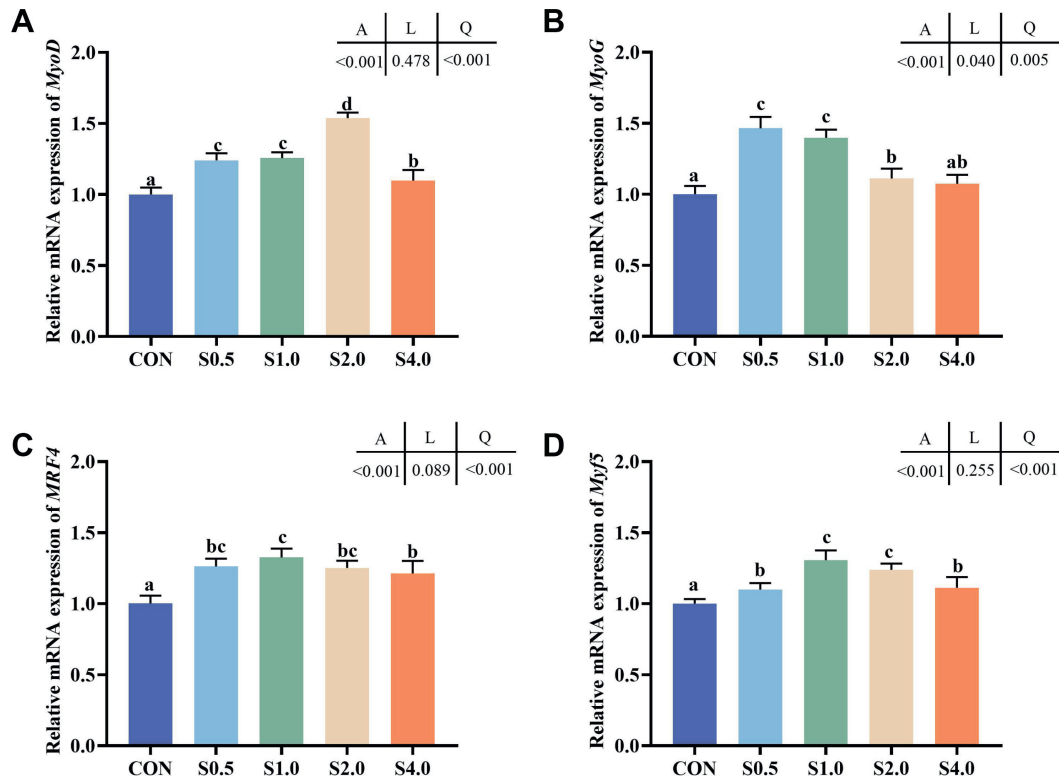 A
Relative mRNA expression of MyoD
A L Q
<0.001 0.478 <0.001
2.0
1.5
1.0
0.5
0.0
a
c
c
d
b
CON S0.5 S1.0 S2.0 S4.0
B
Relative mRNA expression of MyoG
A L Q
<0.001 0.040 0.005
2.0
1.5
1.0
0.5
0.0
a
c
c
b
ab
CON S0.5 S1.0 S2.0 S4.0
C
Relative mRNA expression of MRF4
A L Q
<0.001 0.089 <0.001
2.0
1.5
1.0
0.5
0.0
a
bc
c
bc
b
CON S0.5 S1.0 S2.0 S4.0
D
Relative mRNA expression of Myf5
A L Q
<0.001 0.255 <0.001
2.0
1.5
1.0
0.5
0.0
a
b
c
c
b
CON S0.5 S1.0 S2.0 S4.0